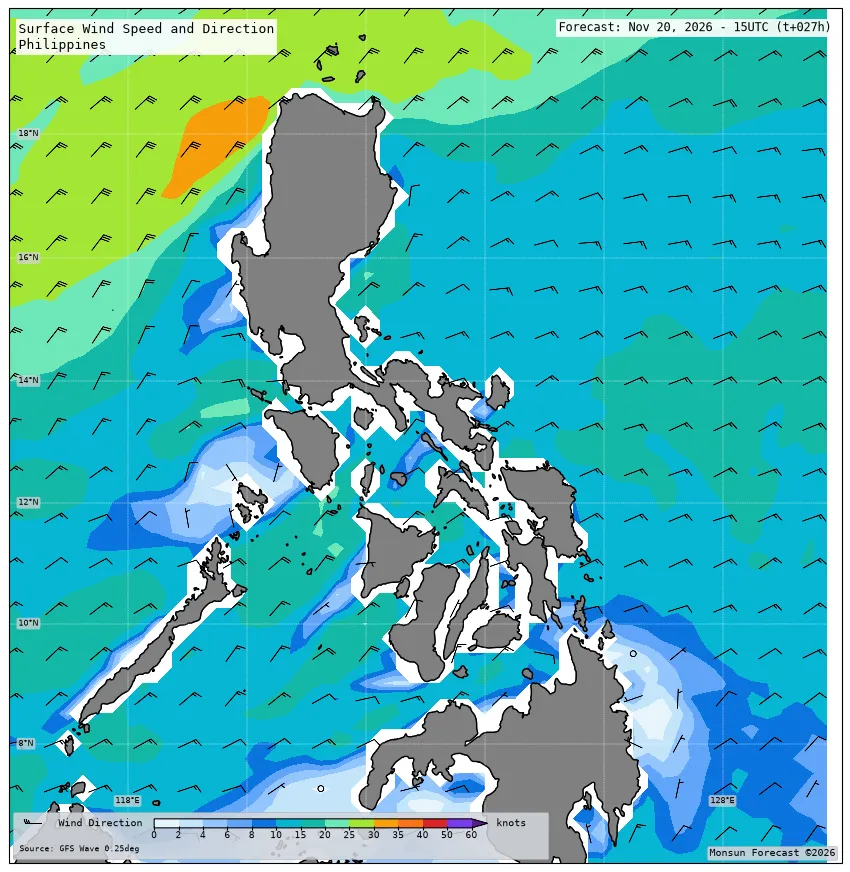 Surface Wind Speed and Direction
Philippines
Forecast: Nov 20, 2026 - 15UTC (t+027h)
18°N
16°N
14°N
12°N
10°N
8°N
118°E
128°E
Wind Direction
0 2 4 6 8 10 15 20 25 30 35 40 50 60
knots
Source: GFS Wave 0.25deg
Monsun Forecast ©2026